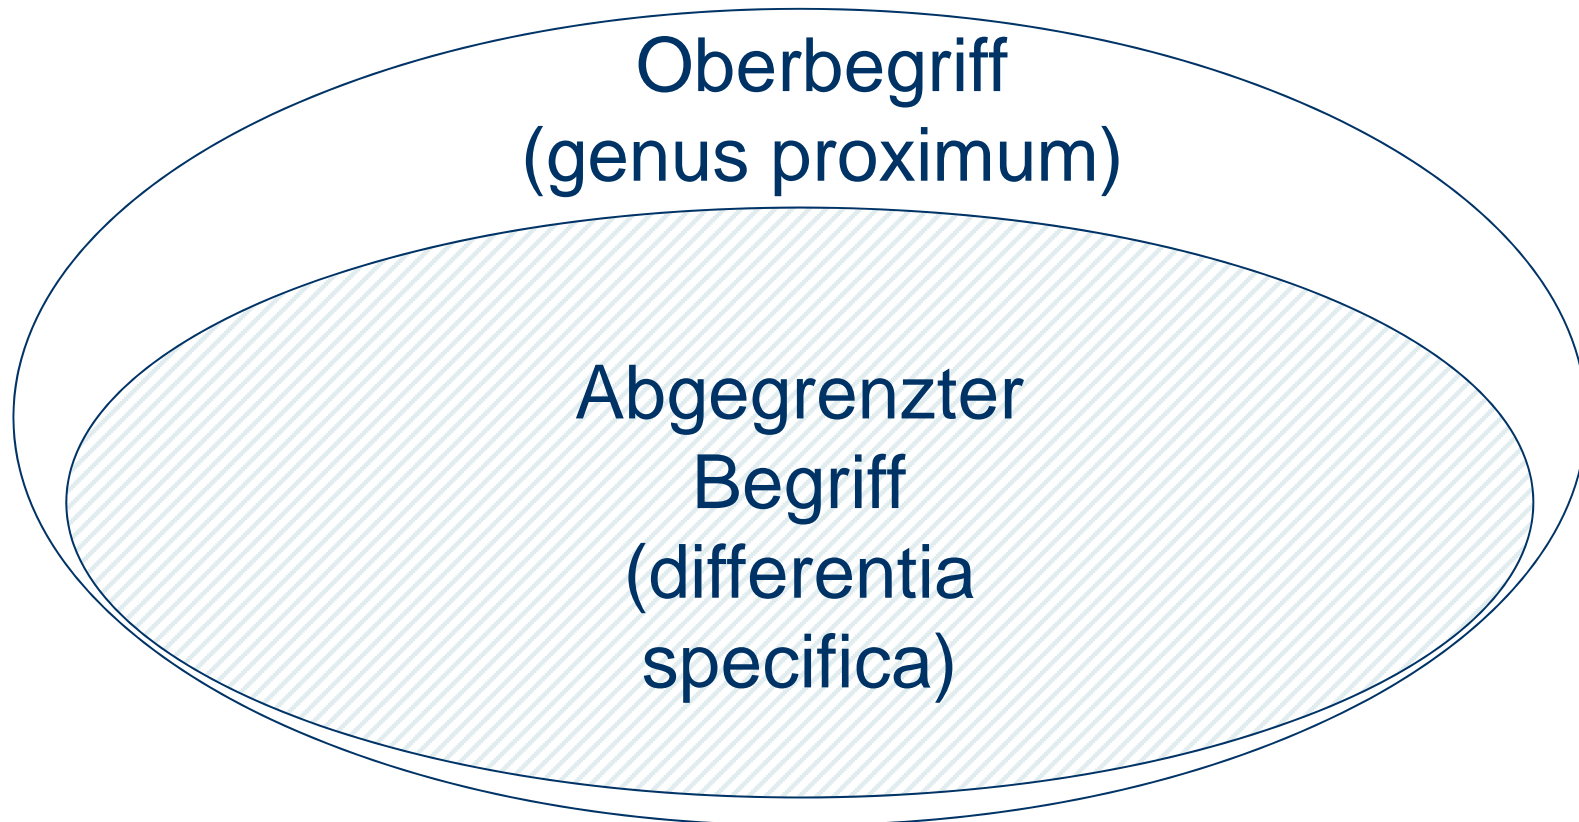 Oberbegriff
(genus proximum)
Abgegrenzter
Begriff
(differentia
specifica)